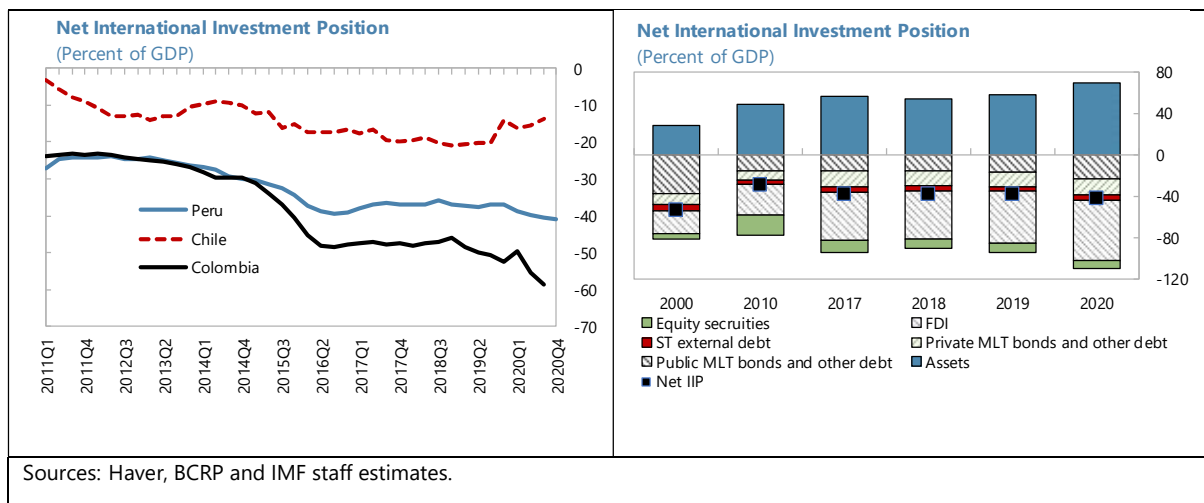 Net International Investment Position
(Percent of GDP)
0
-10
-20
-30
-40
-50
-60
-70
Peru
Chile
Colombia
2011Q1
2011Q4
2012Q3
2013Q2
2014Q1
2014Q4
2015Q3
2016Q2
2017Q1
2017Q4
2018Q3
2019Q2
2020Q1
2020Q4
Net International Investment Position
(Percent of GDP)
80
40
0
-40
-80
-120
2000 2010 2017 2018 2019 2020
Equity secruities FDI
ST external debt Private MLT bonds and other debt
Public MLT bonds and other debt Assets
Net IIP
Sources: Haver, BCRP and IMF staff estimates.